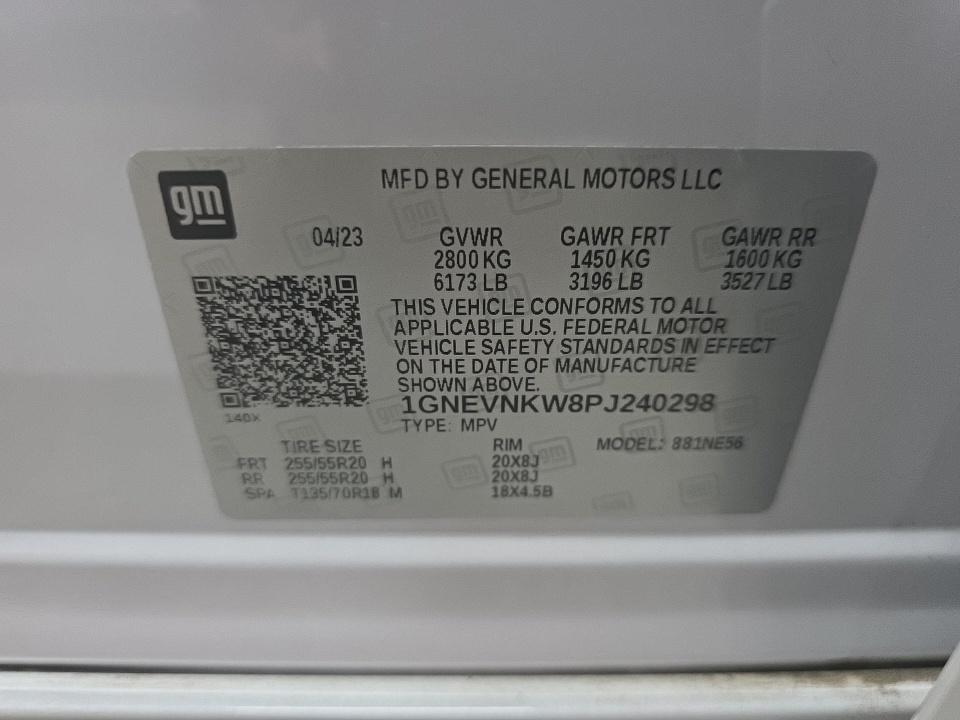 gm
MFD BY GENERAL MOTORS LLC
04/23 GVWR GAWR FRT GAWR RR
2800 KG 1450 KG 1600 KG
6173 LB 3196 LB 3527 LB
THIS VEHICLE CONFORMS TO ALL
APPLICABLE U.S. FEDERAL MOTOR
VEHICLE SAFETY STANDARDS IN EFFECT
ON THE DATE OF MANUFACTURE
SHOWN ABOVE.
1GNEVNKW8PJ240298
140X
TYPE: MPV
TIRE SIZE RIM MODEL: 881NE56
FRT 255/55R20 H 20X8J
RR 255/55R20 H 20X8J
SPA T135/70R18 M 18X4.5B